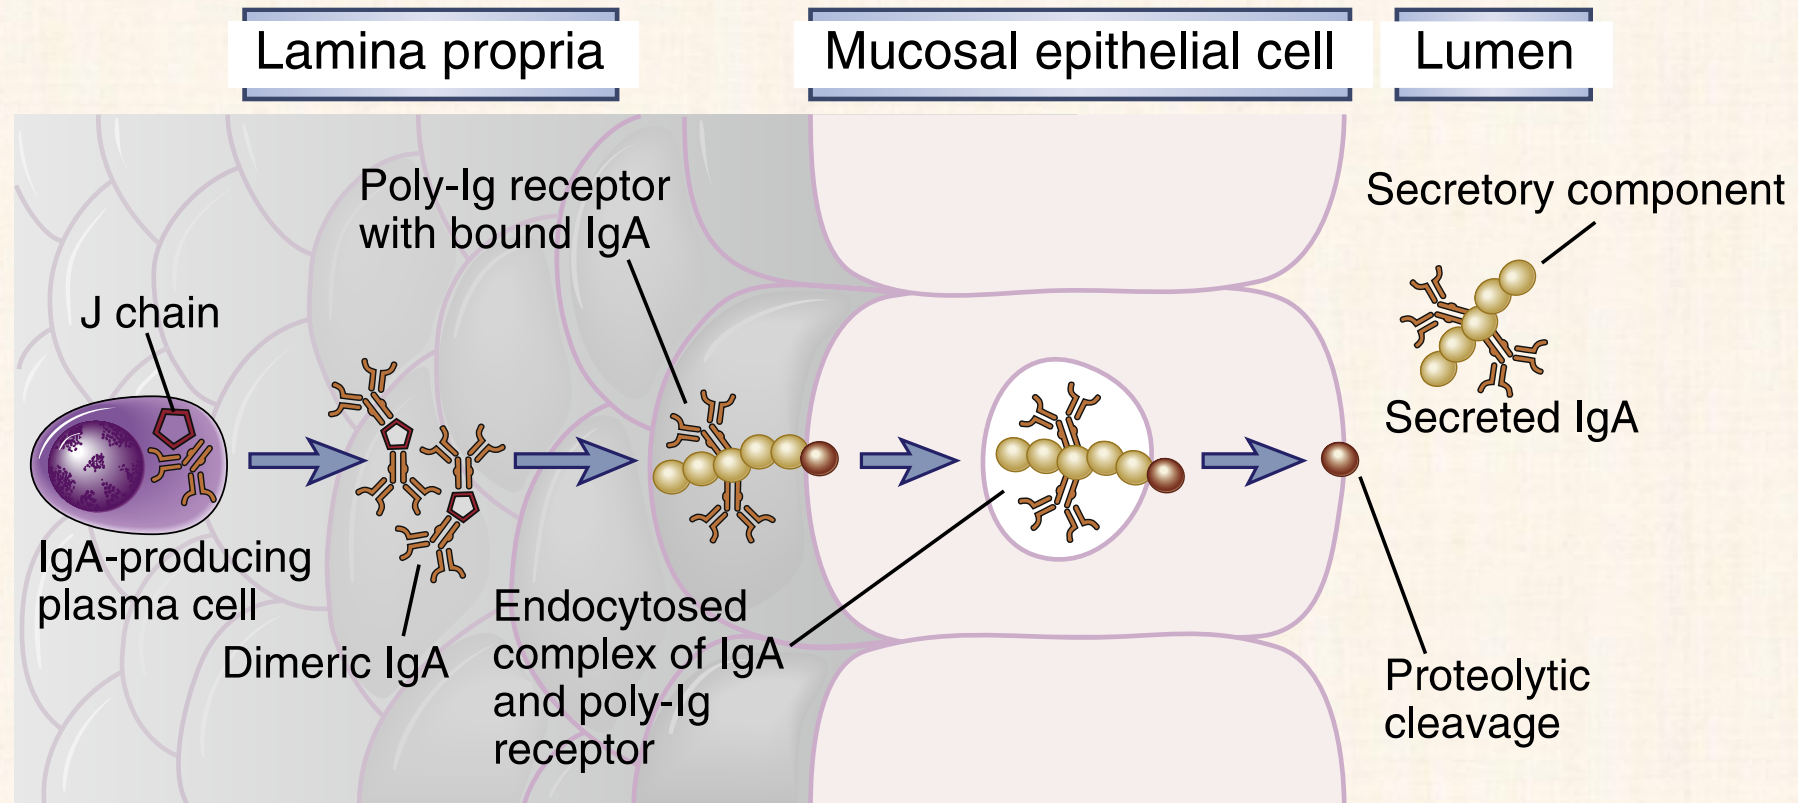 Lamina propria
Mucosal epithelial cell
Lumen
Poly-Ig receptor
with bound IgA
Secretory component
J chain
Secreted IgA
IgA-producing
plasma cell
Dimeric IgA
Endocytosed
complex of IgA
and poly-Ig
receptor
Proteolytic
cleavage